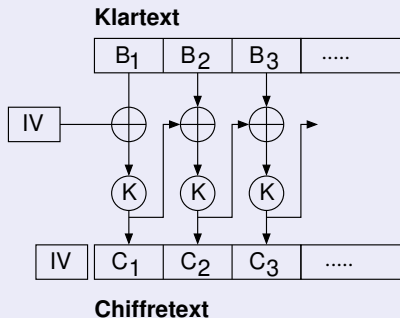 Klartext
B1 B2 B3 .....
IV
K K K
IV C1 C2 C3 .....
Chiffretext